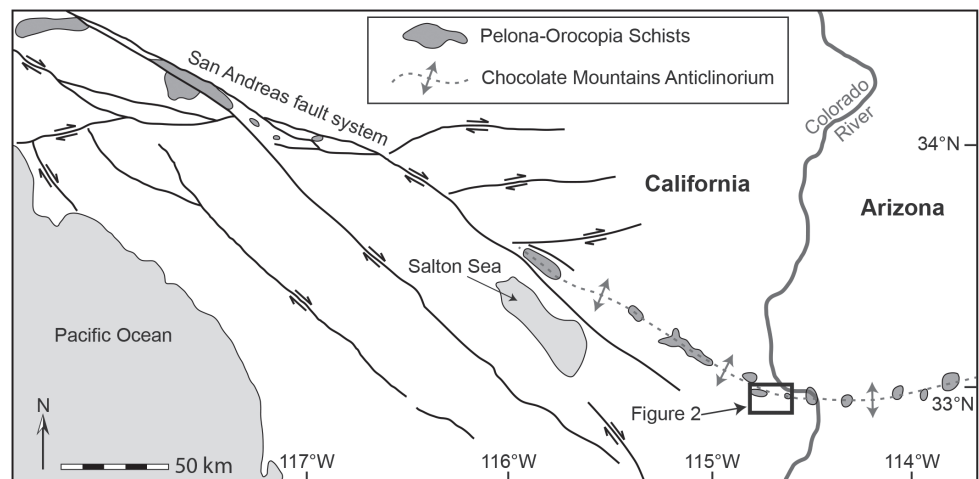 Pelona-Orocopia Schists
Chocolate Mountains Anticlinorium
San Andreas fault system
Colorado
River
34°N
California
Arizona
Salton Sea
Pacific Ocean
33°N
Figure 2
N
50 km
117°W
116°W
115°W
114°W